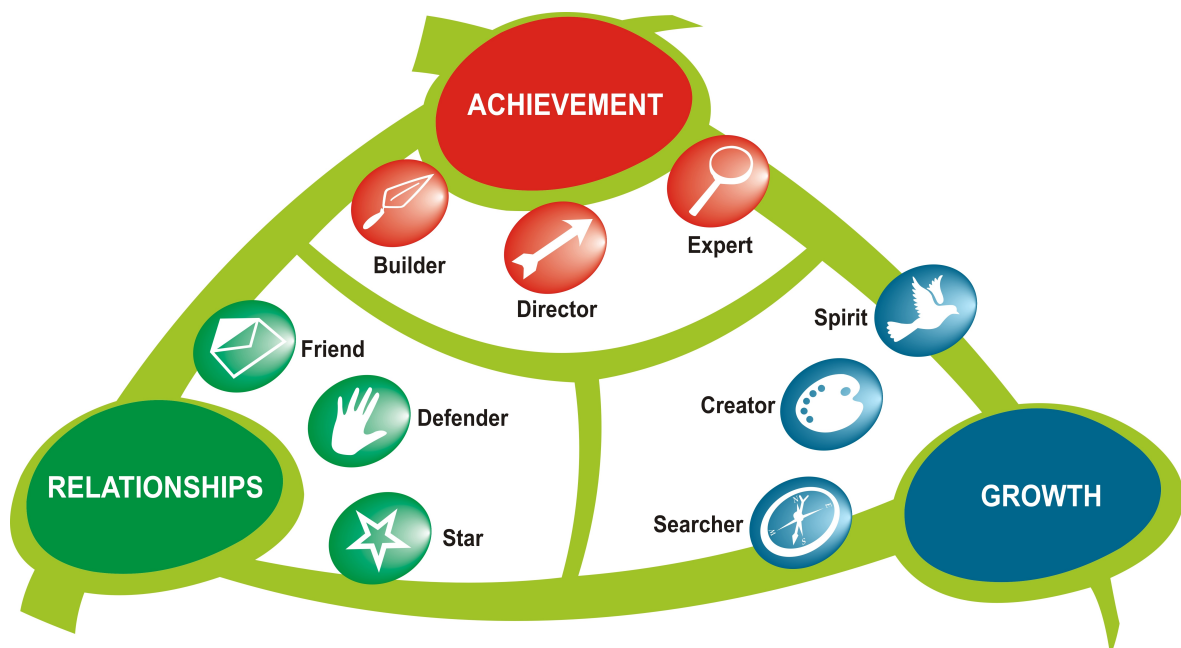 ACHIEVEMENT
Builder
Director
Expert
Friend
Defender
Star
RELATIONSHIPS
Spirit
Creator
Searcher
GROWTH
N
E
S
W